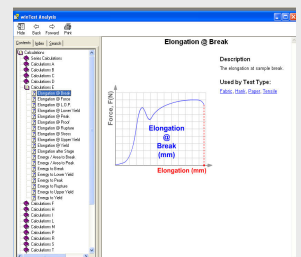 winTest Analysis
Hide Back Forward Print
Contents Index Search
Calculations
Series Calculations
Calculations A
Calculations B
Calculations C
Calculations D
Calculations E
Elongation @ Break
Elongation @ Force
Elongation @ L.O.P.
Elongation @ Lower Yield
Elongation @ Peak
Elongation @ Proof
Elongation @ Rupture
Elongation @ Stress
Elongation @ Upper Yield
Elongation @ Yield
Elongation after Stage
Energy / Area to Break
Energy / Area to Peak
Energy to Break
Energy to Lower Yield
Energy to Peak
Energy to Rupture
Energy to Upper Yield
Energy to Yield
Calculations F
Calculations H
Calculations I
Calculations L
Calculations M
Calculations P
Calculations R
Calculations S
Calculations T
Elongation @ Break
Force, F(N)
Elongation
@
Break
(mm)
Elongation (mm)
Description
The elongation at sample break.
Used by Test Type:
Fabric, Hank, Paper, Tensile